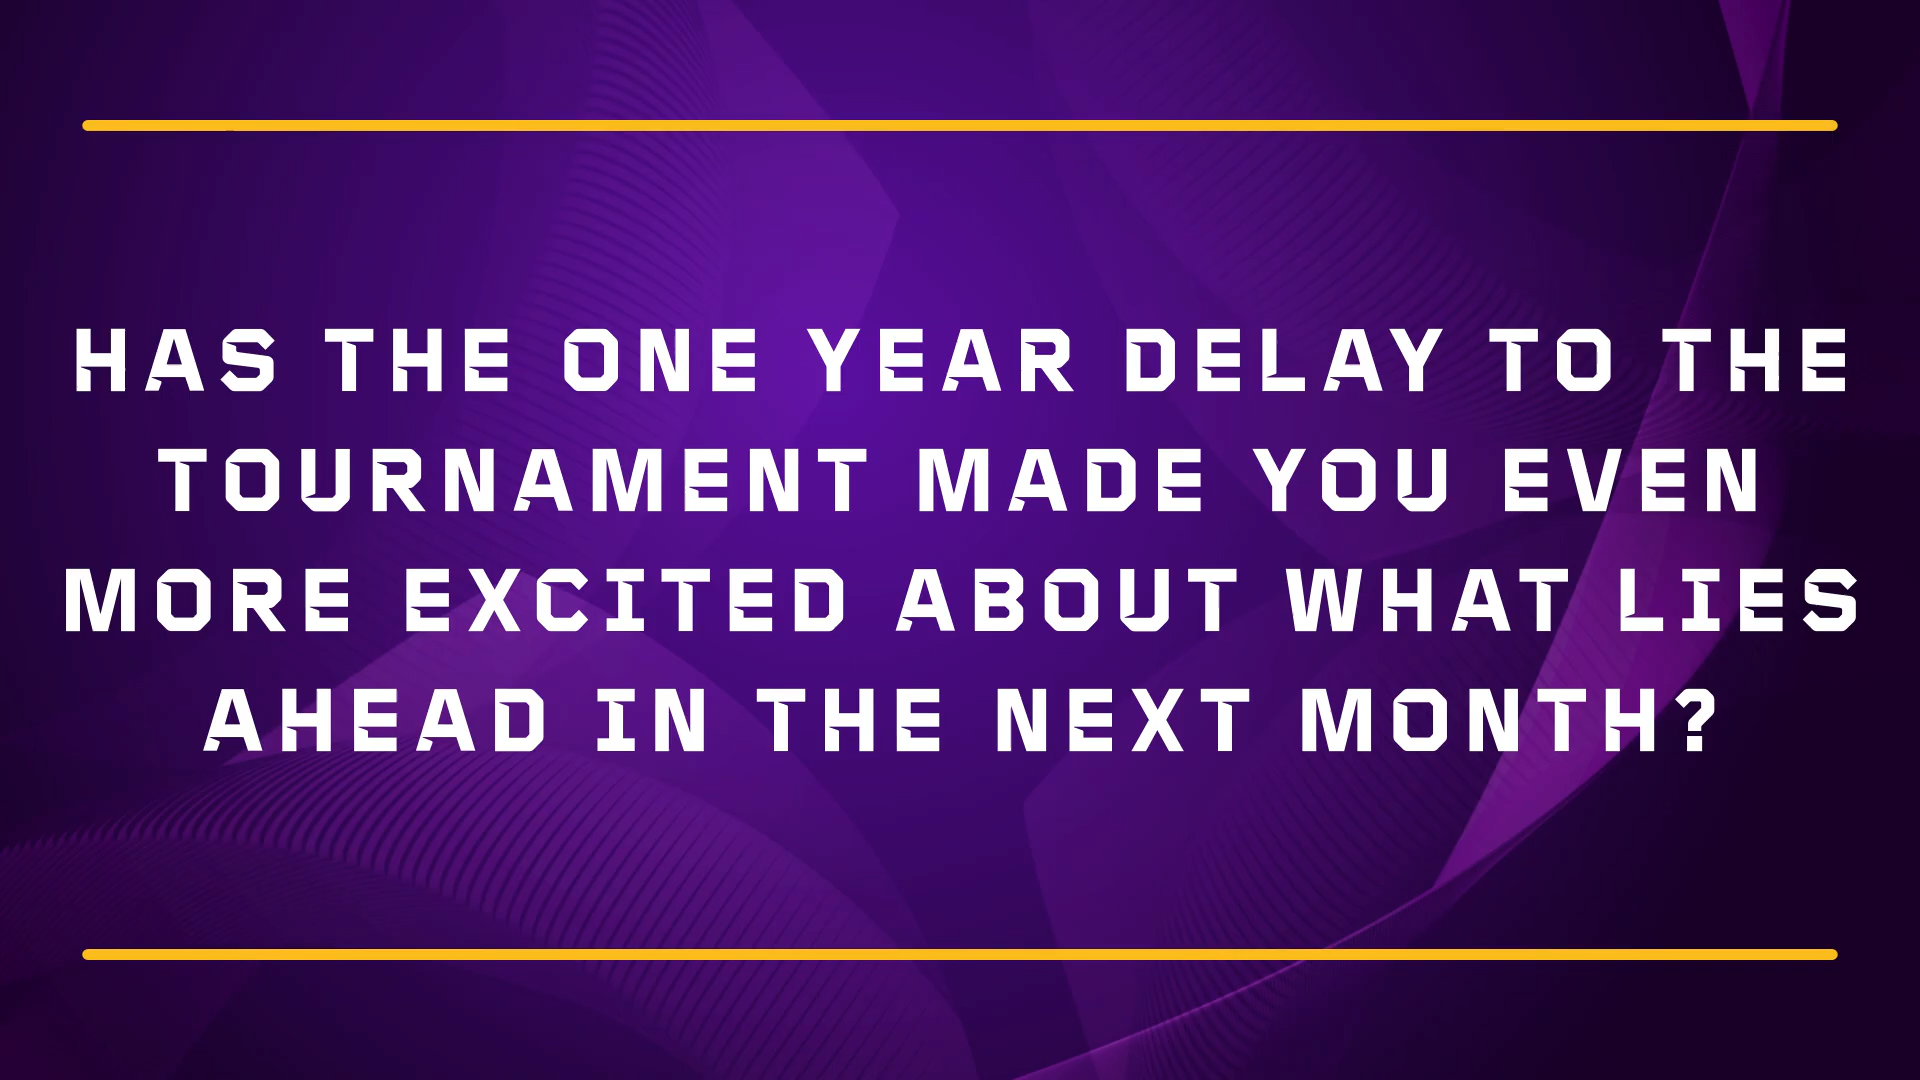 HAS THE ONE YEAR DELAY TO THE
TOURNAMENT MADE YOU EVEN
MORE EXCITED ABOUT WHAT LIES
AHEAD IN THE NEXT MONTH?